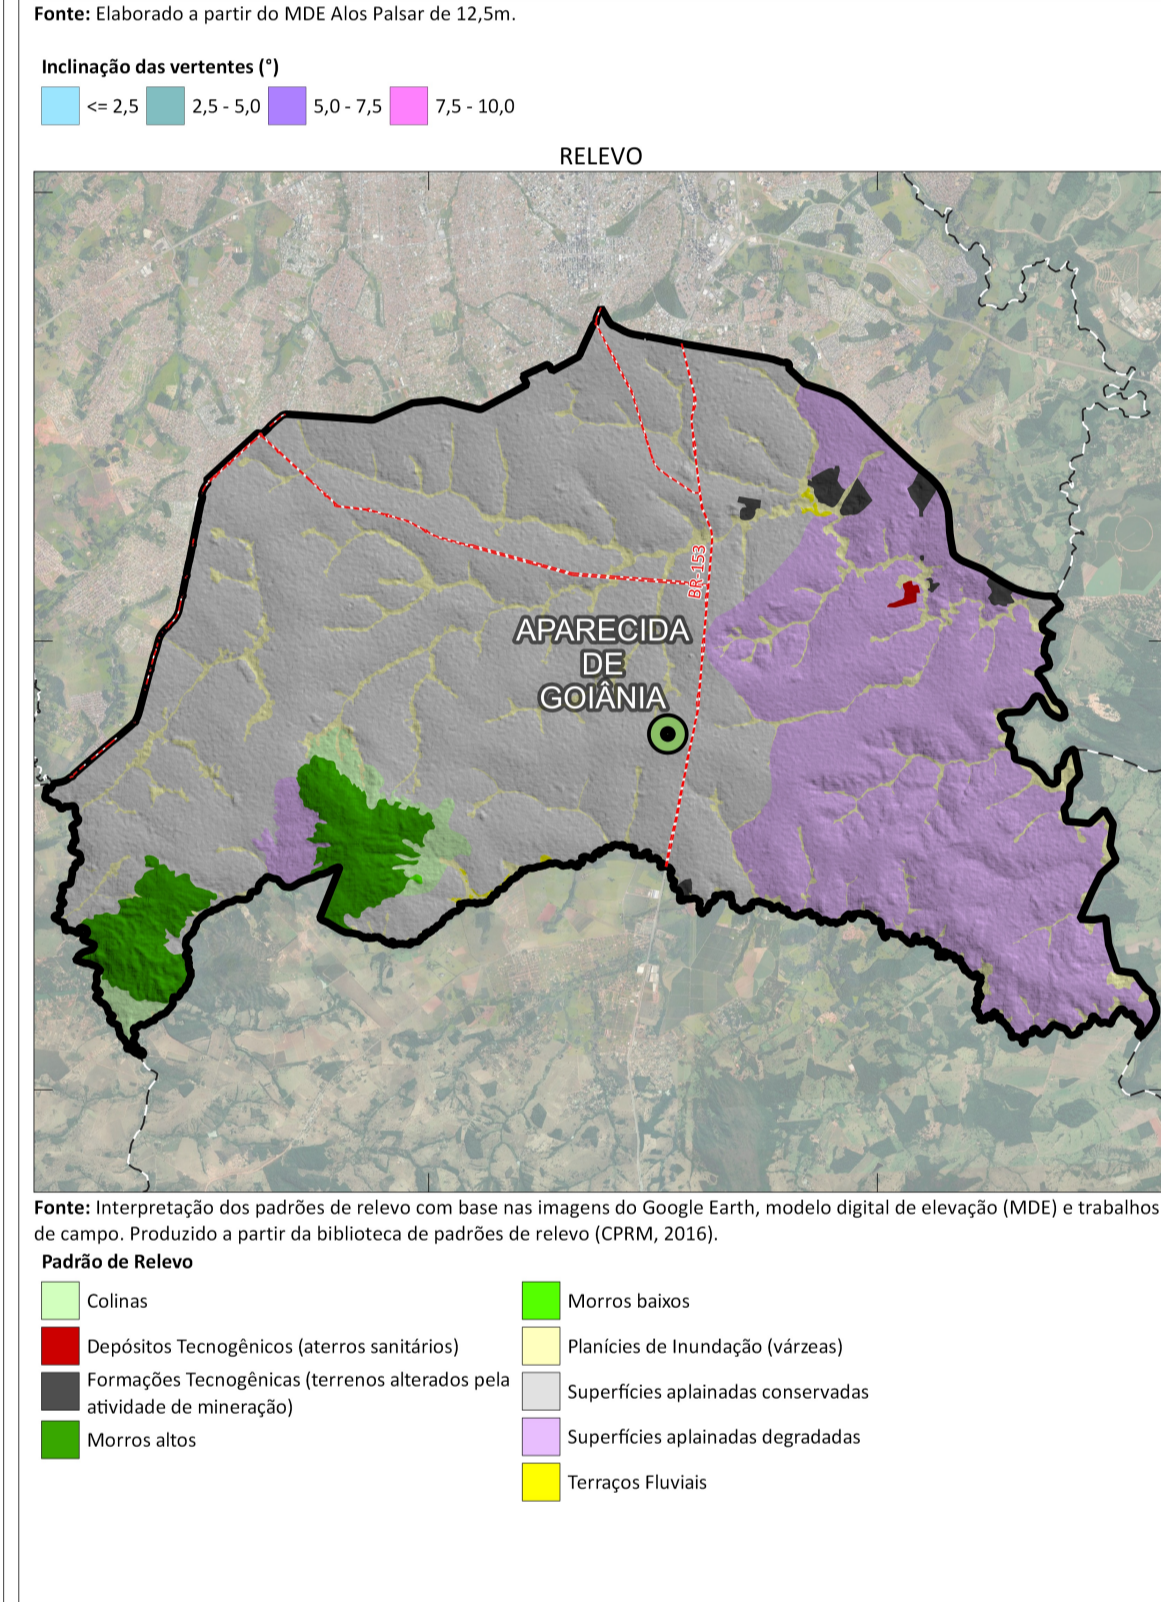 Fonte: Elaborado a partir do MDE Alos Palsar de 12,5m.
Inclinação das vertentes (°)
<= 2,5 2,5 - 5,0 5,0 - 7,5 7,5 - 10,0
RELEVO
BR-153
APARECIDA
DE
GOIÂNIA
Fonte: Interpretação dos padrões de relevo com base nas imagens do Google Earth, modelo digital de elevação (MDE) e trabalhos
de campo. Produzido a partir da biblioteca de padrões de relevo (CPRM, 2016).
Padrão de Relevo
Colinas
Depósitos Tecnogênicos (aterros sanitários)
Formações Tecnogênicas (terrenos alterados pela
atividade de mineração)
Morros altos
Morros baixos
Planícies de Inundação (várzeas)
Superfícies aplainadas conservadas
Superfícies aplainadas degradadas
Terraços Fluviais